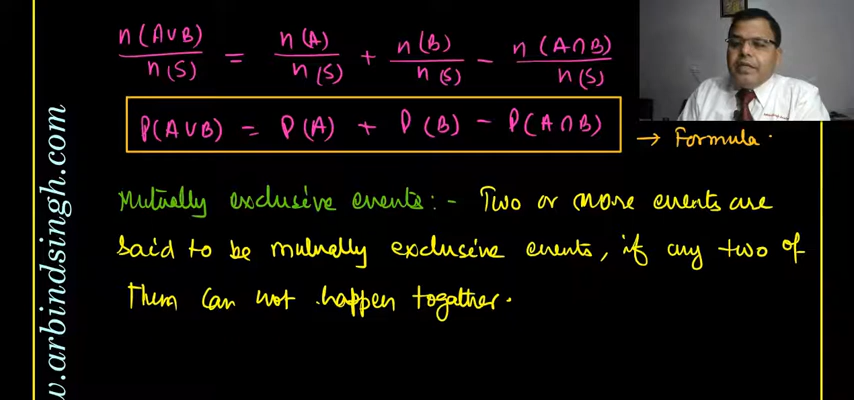 n(A∪B)/n(S) = n(A)/n(S) + n(B)/n(S) − n(A∩B)/n(S)
P(A∪B) = P(A) + P(B) − P(A∩B)
→ Formula.
Mutually exclusive events:- Two or more events are
said to be mutually exclusive events, if any two of
them can not happen together.
w.arbindsingh.com